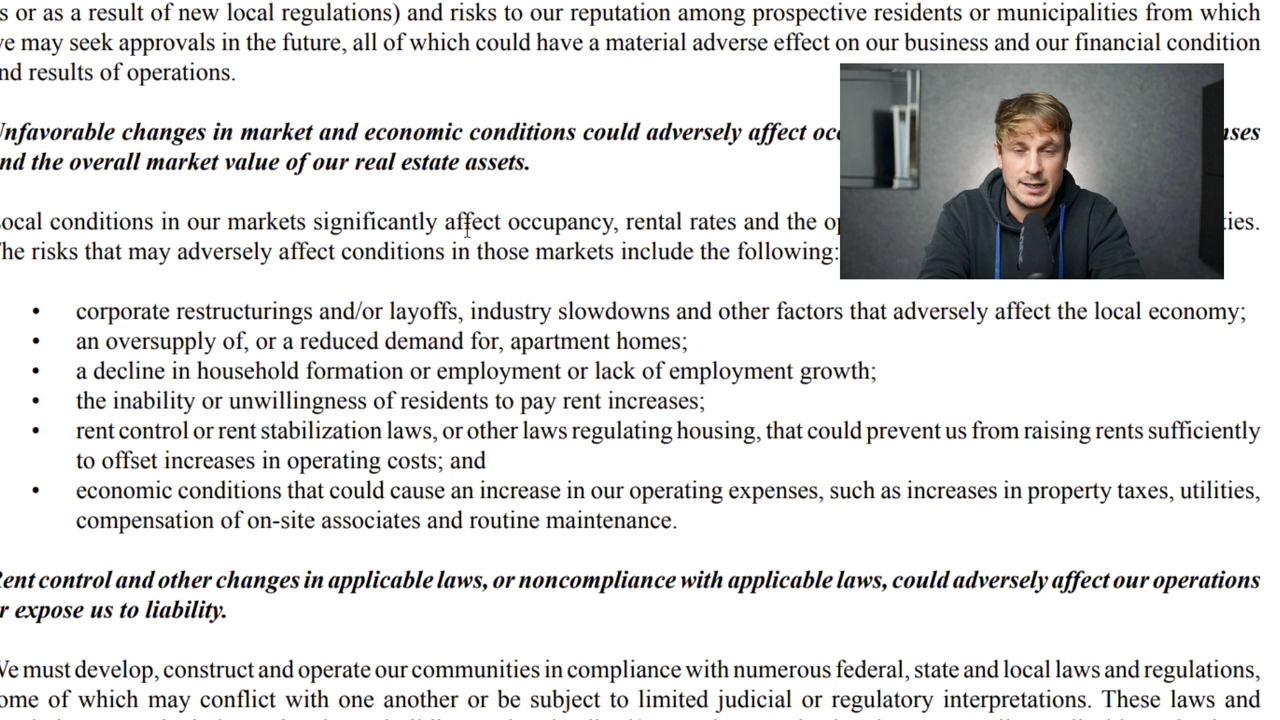 s or as a result of new local regulations) and risks to our reputation among prospective residents or municipalities from which
we may seek approvals in the future, all of which could have a material adverse effect on our business and our financial condition
and results of operations.
Unfavorable changes in market and economic conditions could adversely affect
and the overall market value of our real estate assets.
Local conditions in our markets significantly affect occupancy, rental rates and the
The risks that may adversely affect conditions in those markets include the following:
• corporate restructurings and/or layoffs, industry slowdowns and other factors that adversely affect the local economy;
• an oversupply of, or a reduced demand for, apartment homes;
• a decline in household formation or employment or lack of employment growth;
• the inability or unwillingness of residents to pay rent increases;
• rent control or rent stabilization laws, or other laws regulating housing, that could prevent us from raising rents sufficiently
to offset increases in operating costs; and
• economic conditions that could cause an increase in our operating expenses, such as increases in property taxes, utilities,
compensation of on-site associates and routine maintenance.
Rent control and other changes in applicable laws, or noncompliance with applicable laws, could adversely affect our operations
or expose us to liability.
We must develop, construct and operate our communities in compliance with numerous federal, state and local laws and regulations,
some of which may conflict with one another or be subject to limited judicial or regulatory interpretations. These laws and